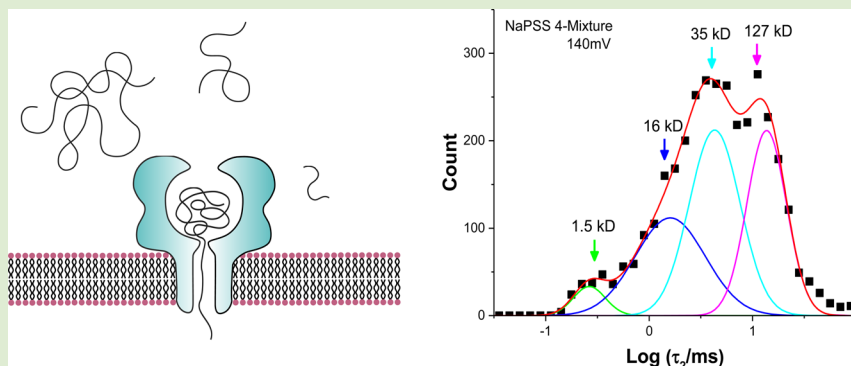 NaPSS 4-Mixture
140mV
35 kD
127 kD
16 kD
1.5 kD
300
200
100
0
Count
-1
0
1
Log (τ₂/ms)